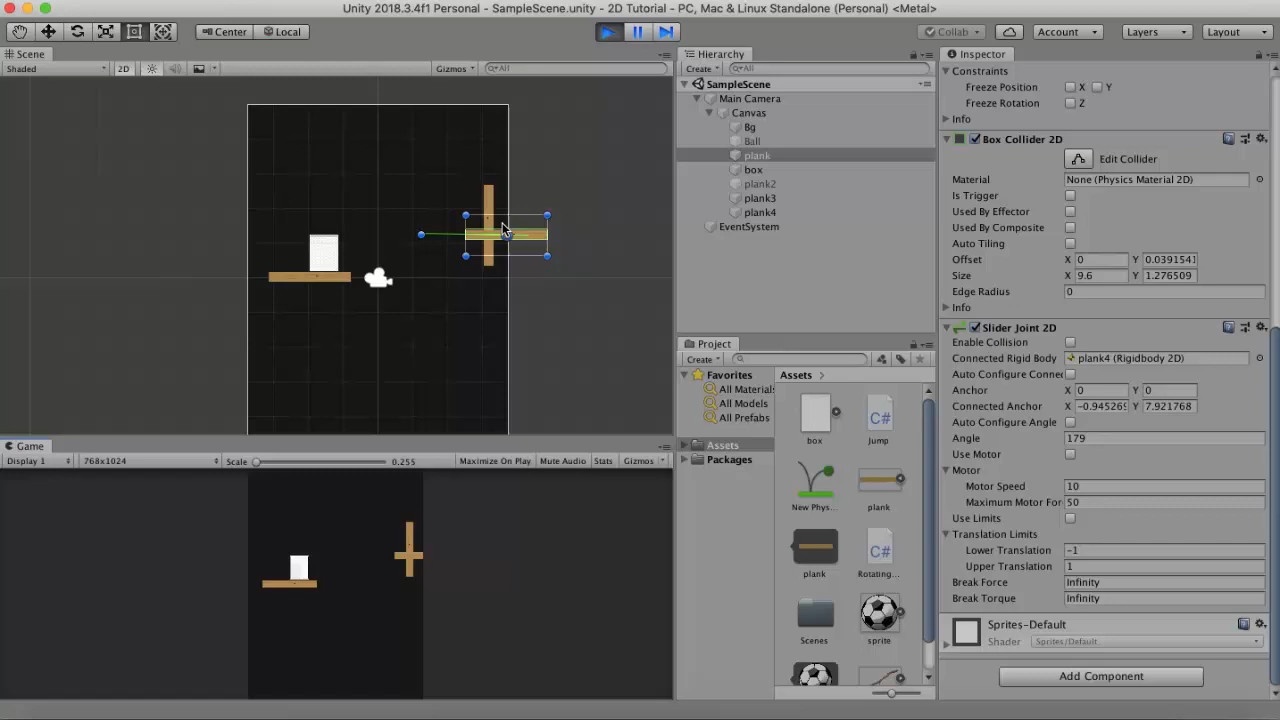 Unity 2018.3.4f1 Personal - SampleScene.unity - 2D Tutorial - PC, Mac & Linux Standalone (Personal) <Metal>
Center
Local
Collab
Account
Layers
Layout
Scene
Shaded
2D
Gizmos
All
Hierarchy
Create
All
SampleScene
Main Camera
Canvas
Bg
Ball
plank
box
plank2
plank3
plank4
EventSystem
Project
Create
Favorites
All Materials
All Models
All Prefabs
Assets
Packages
Assets
box
Jump
New Phys...
plank
plank
Rotating...
Scenes
sprite
Game
Display 1
768x1024
Scale
0.255
Maximize On Play
Mute Audio
Stats
Gizmos
Inspector
Constraints
Freeze Position X Y
Freeze Rotation Z
Info
Box Collider 2D
Edit Collider
Material None (Physics Material 2D)
Is Trigger
Used By Effector
Used By Composite
Auto Tiling
Offset X 0 Y 0.0391541
Size X 9.6 Y 1.276509
Edge Radius 0
Info
Slider Joint 2D
Enable Collision
Connected Rigid Body plank4 (Rigidbody 2D)
Auto Configure Connec
Anchor X 0 Y 0
Connected Anchor X -0.945269 Y 7.921768
Auto Configure Angle
Angle 179
Use Motor
Motor
Motor Speed 10
Maximum Motor For 50
Use Limits
Translation Limits
Lower Translation -1
Upper Translation 1
Break Force Infinity
Break Torque Infinity
Sprites-Default
Shader Sprites/Default
Add Component